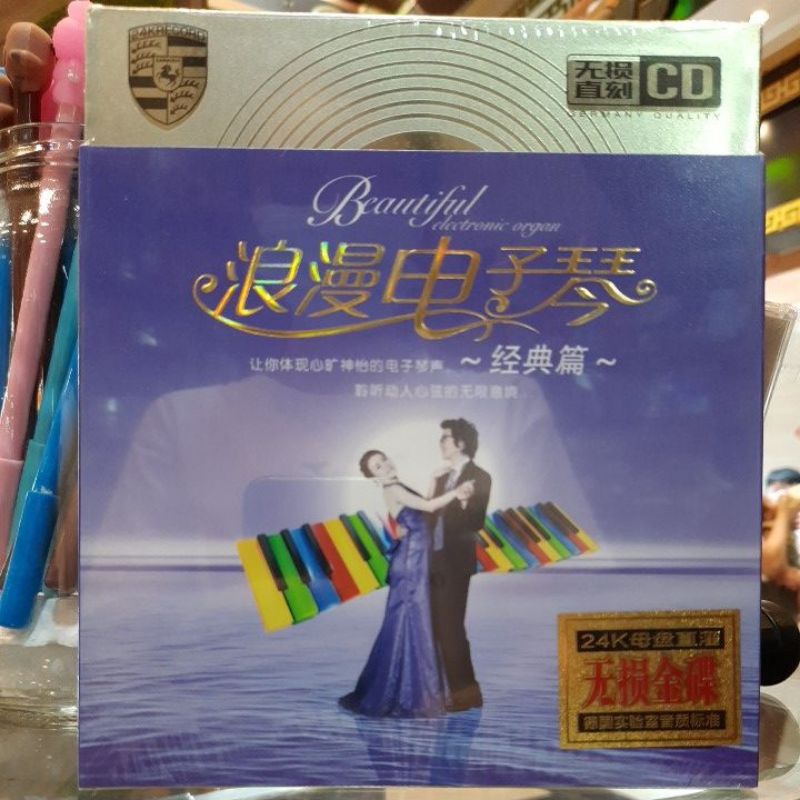 24K RECORD
无损
直刻 CD
GERMANY QUALITY
Beautiful
electronic organ
浪漫电子琴
让你体现心旷神怡的电子琴声 ~经典篇~
聆听动人心弦的无限意境
24K母盘直灌
无损金碟
德国实验室音质标准